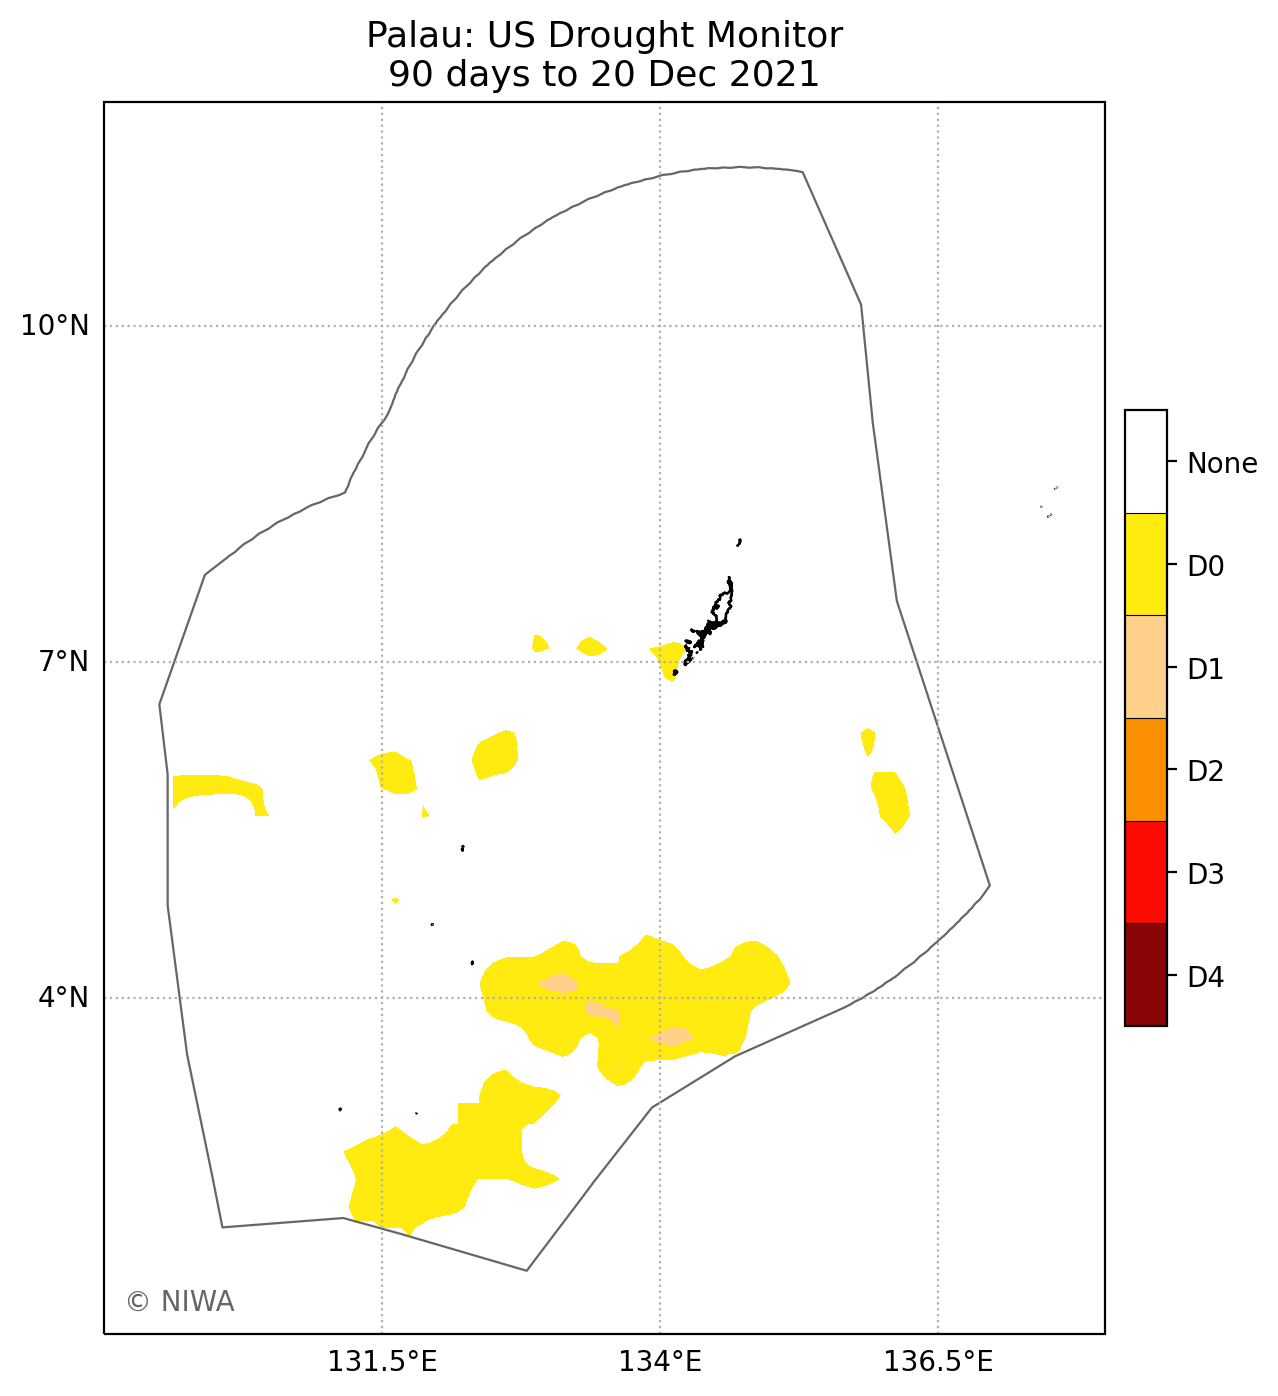 Palau: US Drought Monitor
90 days to 20 Dec 2021
10°N
7°N
4°N
131.5°E
134°E
136.5°E
None
D0
D1
D2
D3
D4
© NIWA